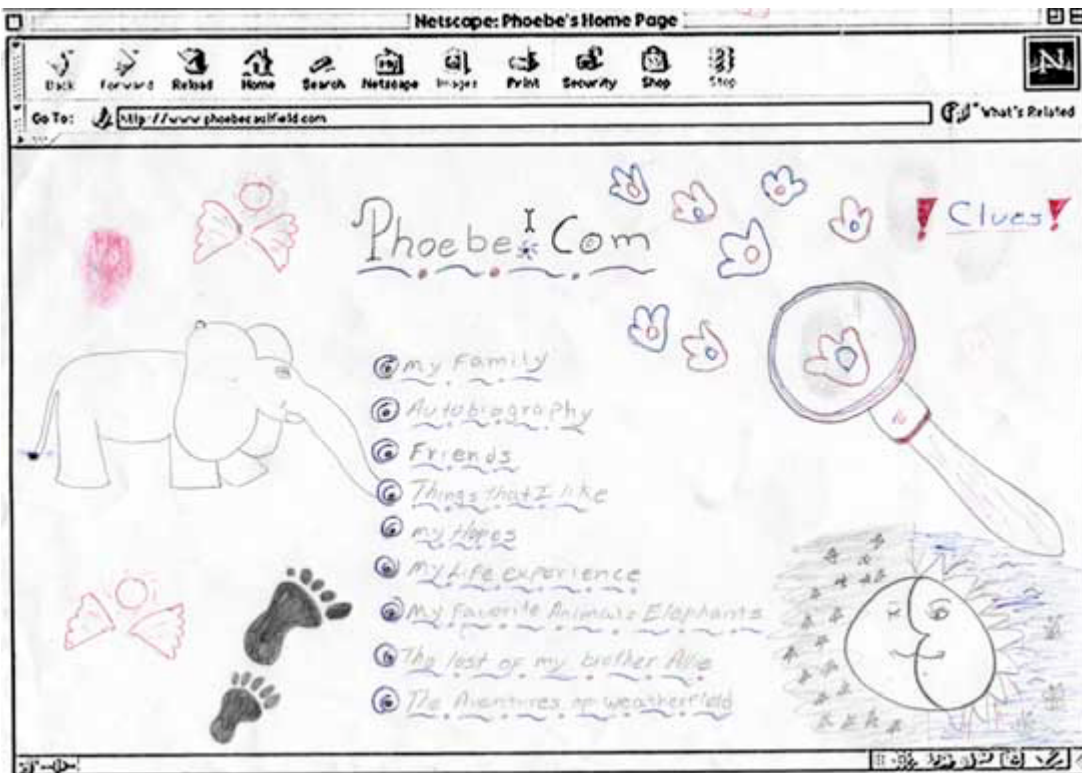 Netscape: Phoebe's Home Page
Back Forward Reload Home Search Netscape Images Print Security Shop Stop
N
Go To: http://www.phoebecaulfield.com What's Related
Phoebe.Com
! Clues!
My Family
Autobiography
Friends
Things that I like
My Hopes
My Life experience
My Favorite Animals Elephants
The lost of my brother Allie
The Aventures of weatherfield